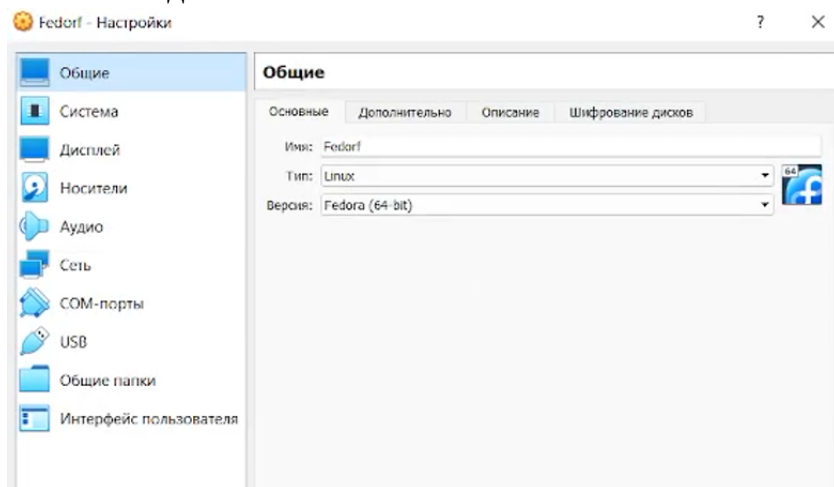 Fedorf - Настройки
?
Общие
Система
Дисплей
Носители
Аудио
Сеть
COM-порты
USB
Общие папки
Интерфейс пользователя
Общие
Основные Дополнительно Описание Шифрование дисков
Имя: Fedorf
Тип: Linux
64
Версия: Fedora (64-bit)